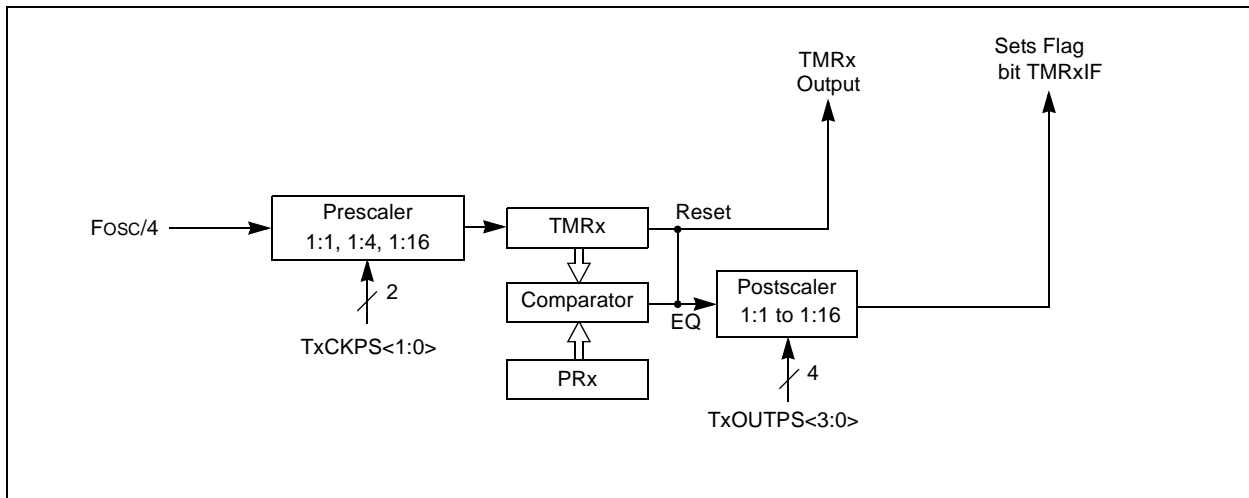 TMRx
Output
Sets Flag
bit TMRxIF
Fosc/4
Prescaler
1:1, 1:4, 1:16
TMRx
Reset
2
Comparator
EQ
Postscaler
1:1 to 1:16
TxCKPS<1:0>
PRx
4
TxOUTPS<3:0>